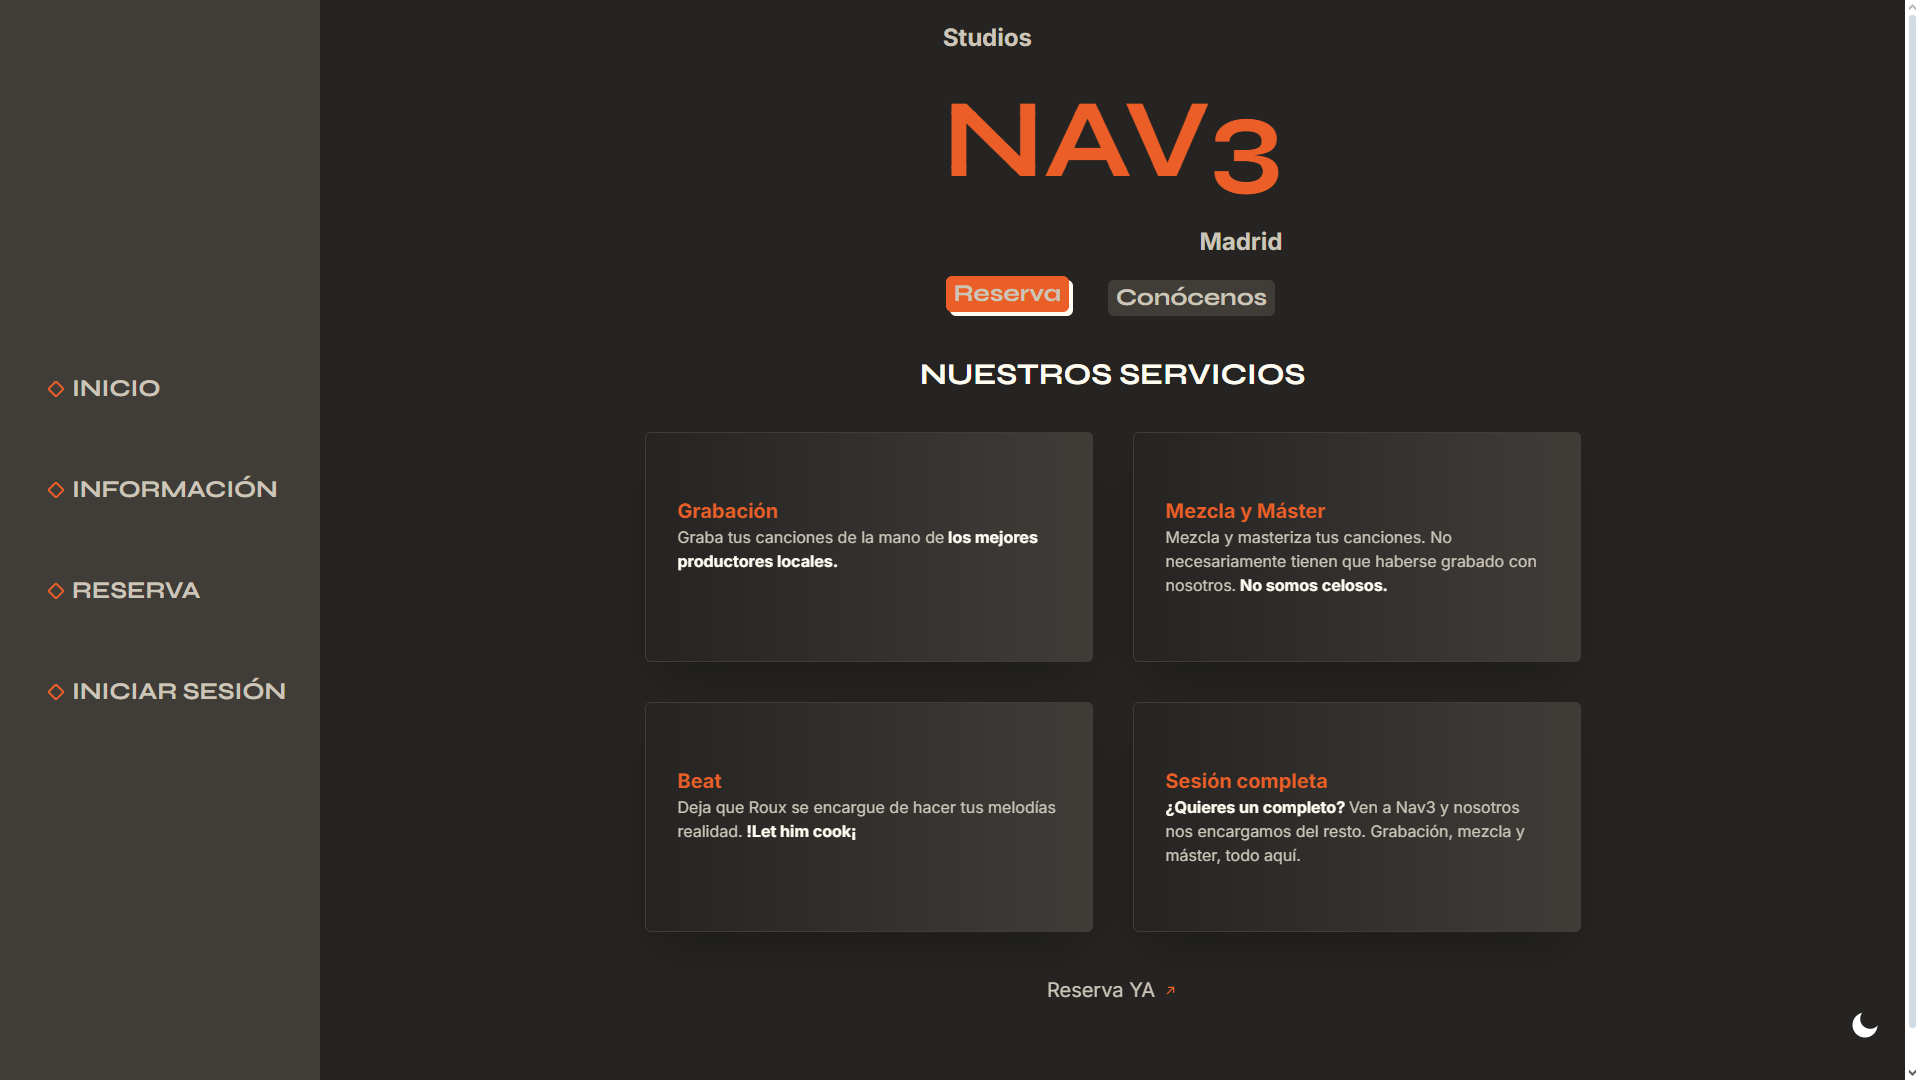 INICIO
INFORMACIÓN
RESERVA
INICIAR SESIÓN
Studios
NAV3
Madrid
Reserva
Conócenos
NUESTROS SERVICIOS
Grabación
Graba tus canciones de la mano de los mejores
productores locales.
Mezcla y Máster
Mezcla y masteriza tus canciones. No
necesariamente tienen que haberse grabado con
nosotros. No somos celosos.
Beat
Deja que Roux se encargue de hacer tus melodías
realidad. !Let him cook¡
Sesión completa
¿Quieres un completo? Ven a Nav3 y nosotros
nos encargamos del resto. Grabación, mezcla y
máster, todo aquí.
Reserva YA